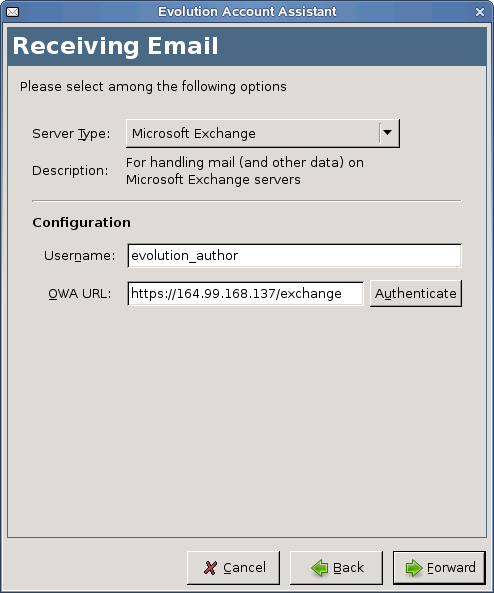 Evolution Account Assistant
Receiving Email
Please select among the following options
Server Type: Microsoft Exchange
Description: For handling mail (and other data) on
Microsoft Exchange servers
Configuration
Username: evolution_author
OWA URL: https://164.99.168.137/exchange Authenticate
Cancel Back Forward